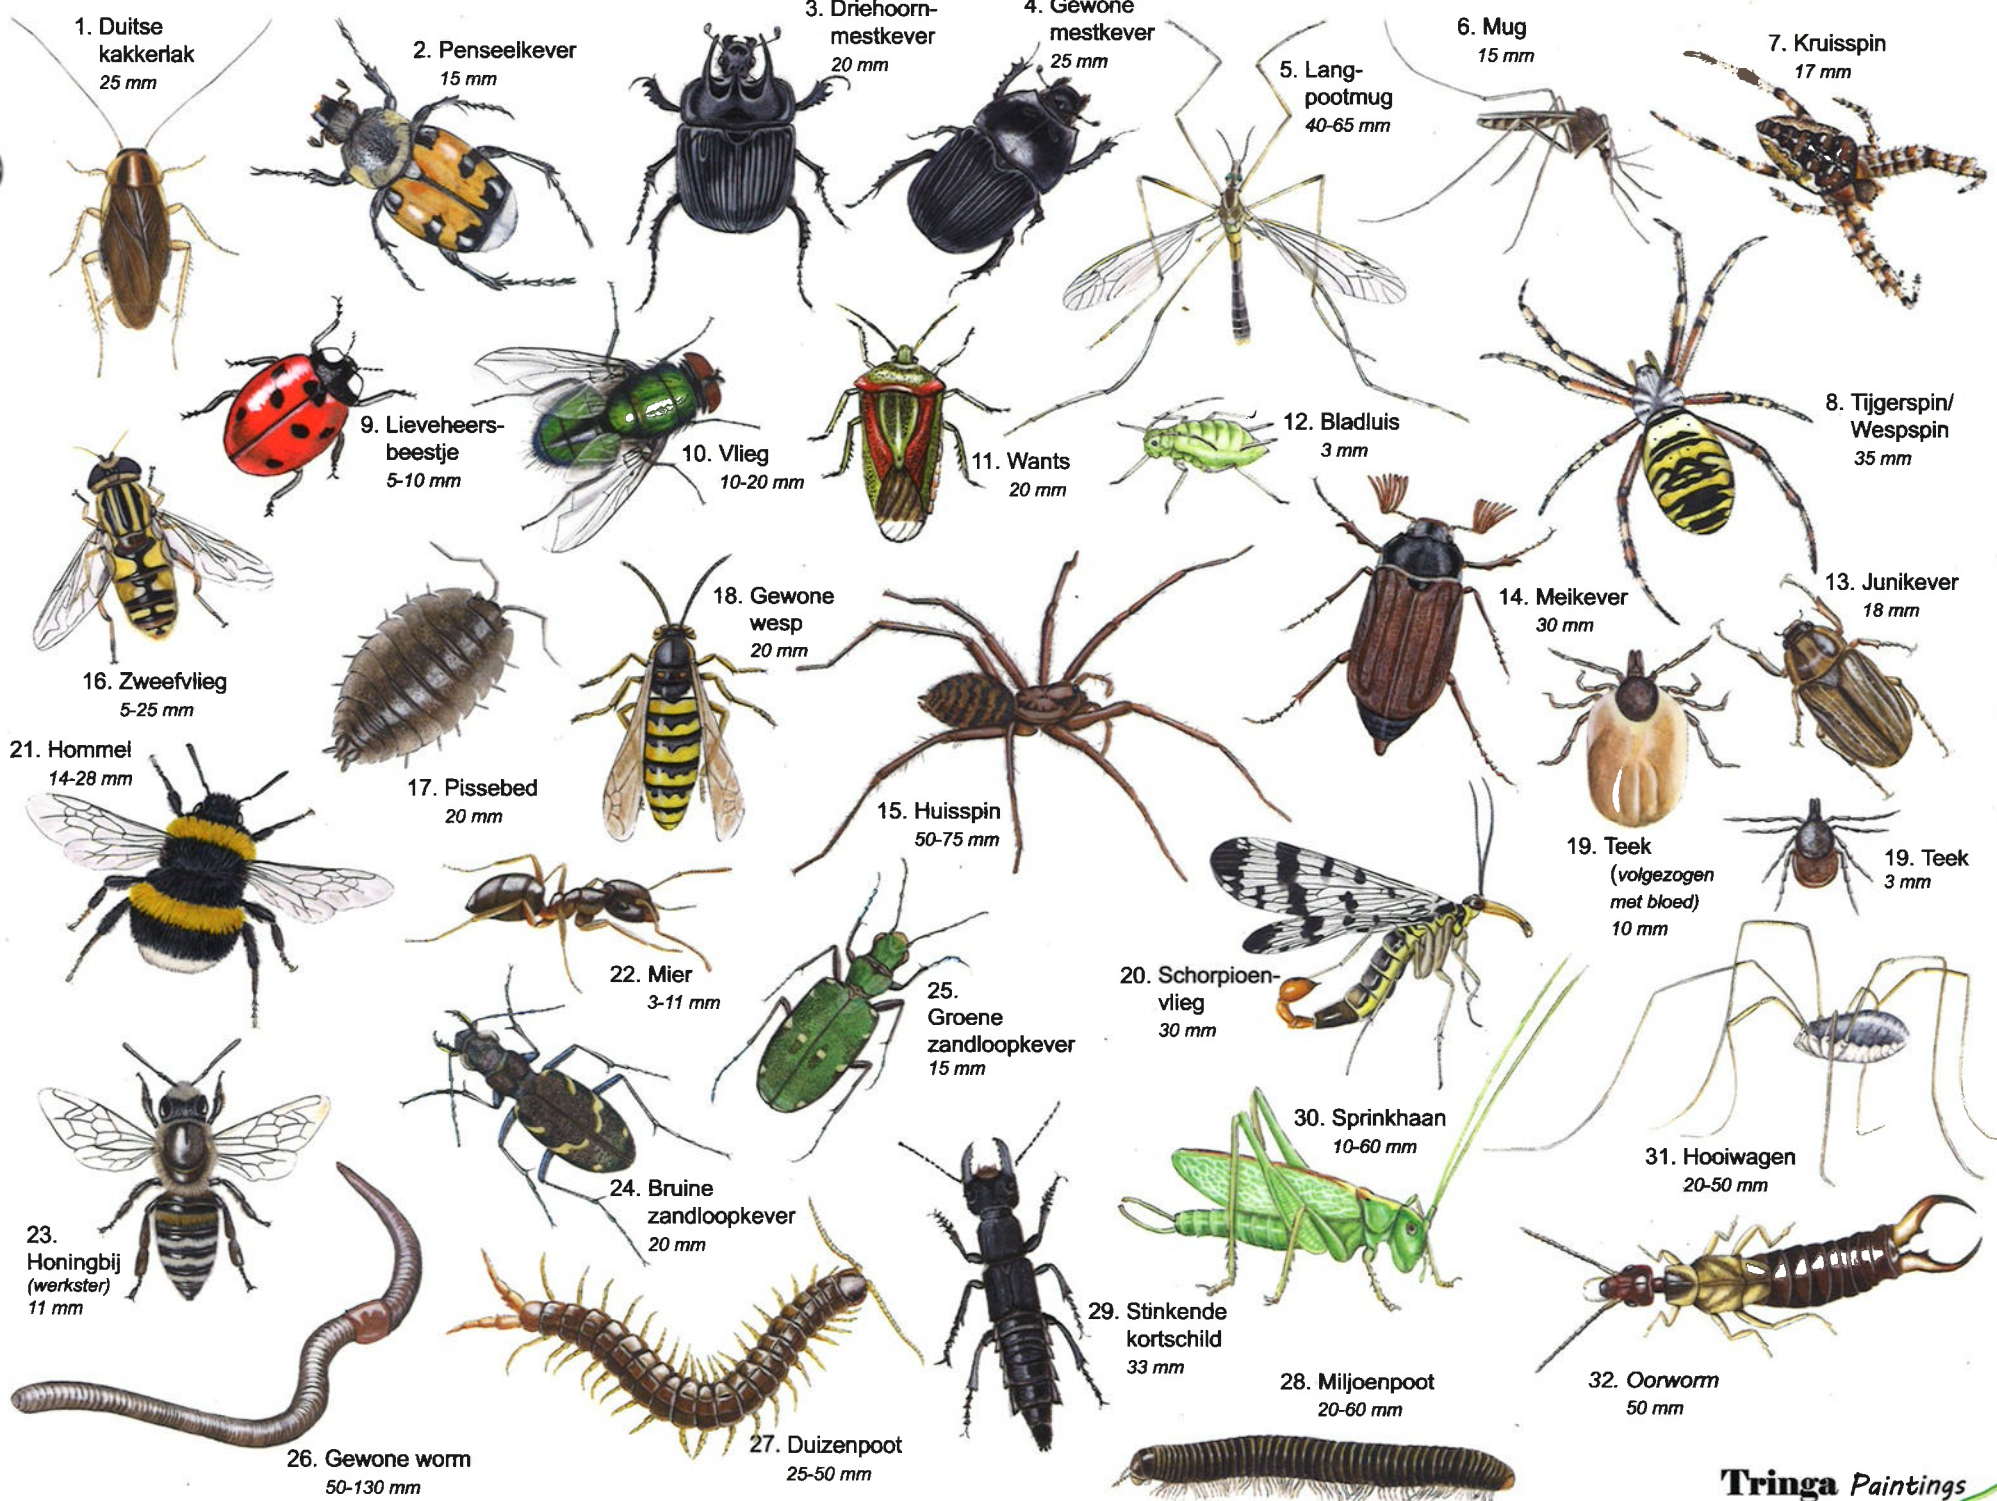 1. Duitse
kakkerlak
25 mm
2. Penseelkever
15 mm
3. Driehoorn-
mestkever
20 mm
4. Gewone
mestkever
25 mm
5. Lang-
pootmug
40-65 mm
6. Mug
15 mm
7. Kruisspin
17 mm
8. Tijgerspin/
Wespspin
35 mm
9. Lieveheers-
beestje
5-10 mm
10. Vlieg
10-20 mm
11. Wants
20 mm
12. Bladluis
3 mm
13. Junikever
18 mm
14. Meikever
30 mm
15. Huisspin
50-75 mm
16. Zweefvlieg
5-25 mm
17. Pissebed
20 mm
18. Gewone
wesp
20 mm
19. Teek
(volgezogen
met bloed)
10 mm
19. Teek
3 mm
20. Schorpioen-
vlieg
30 mm
21. Hommel
14-28 mm
22. Mier
3-11 mm
23.
Honingbij
(werkster)
11 mm
24. Bruine
zandloopkever
20 mm
25.
Groene
zandloopkever
15 mm
26. Gewone worm
50-130 mm
27. Duizenpoot
25-50 mm
28. Miljoenpoot
20-60 mm
29. Stinkende
kortschild
33 mm
30. Sprinkhaan
10-60 mm
31. Hooiwagen
20-50 mm
32. Oorworm
50 mm
Tringa Paintings